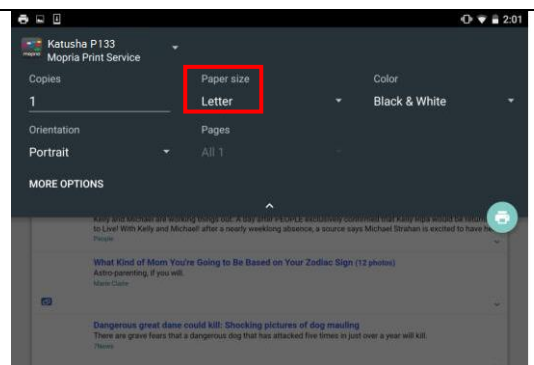 2:01
Katusha P133
mopria Mopria Print Service
Copies Paper size Color
1 Letter Black & White
Orientation Pages
Portrait All 1
MORE OPTIONS
Kelly and Michael are working things out. A day after PEOPLE exclusively confirmed that Kelly Ripa would be
to Live! With Kelly and Michael! after a nearly weeklong absence, a source says Michael Strahan is excited to have
People
What Kind of Mom You're Going to Be Based on Your Zodiac Sign (12 photos)
Astro-parenting, if you will.
Marie Claire
Dangerous great dane could kill: Shocking pictures of dog mauling
There are grave fears that a dangerous dog that has attacked five times in just over a year will kill.
7News